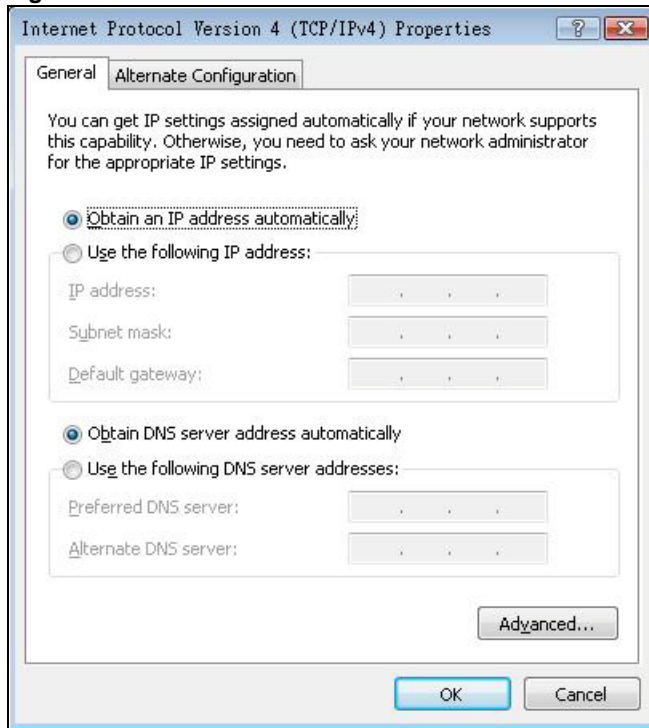 Internet Protocol Version 4 (TCP/IPv4) Properties
General
Alternate Configuration
You can get IP settings assigned automatically if your network supports
this capability. Otherwise, you need to ask your network administrator
for the appropriate IP settings.
Obtain an IP address automatically
Use the following IP address:
IP address:
Subnet mask:
Default gateway:
Obtain DNS server address automatically
Use the following DNS server addresses:
Preferred DNS server:
Alternate DNS server:
Advanced...
OK
Cancel